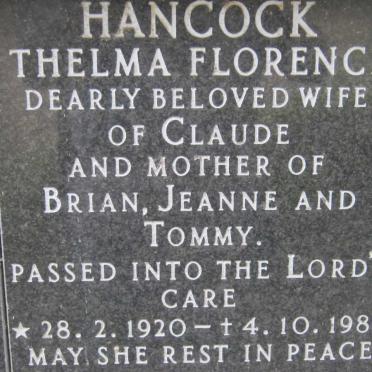 HANCOCK
THELMA FLORENC
DEARLY BELOVED WIFE
OF CLAUDE
AND MOTHER OF
BRIAN, JEANNE AND
TOMMY.
PASSED INTO THE LORD'
CARE
★ 28. 2. 1920 – † 4. 10. 198
MAY SHE REST IN PEACE